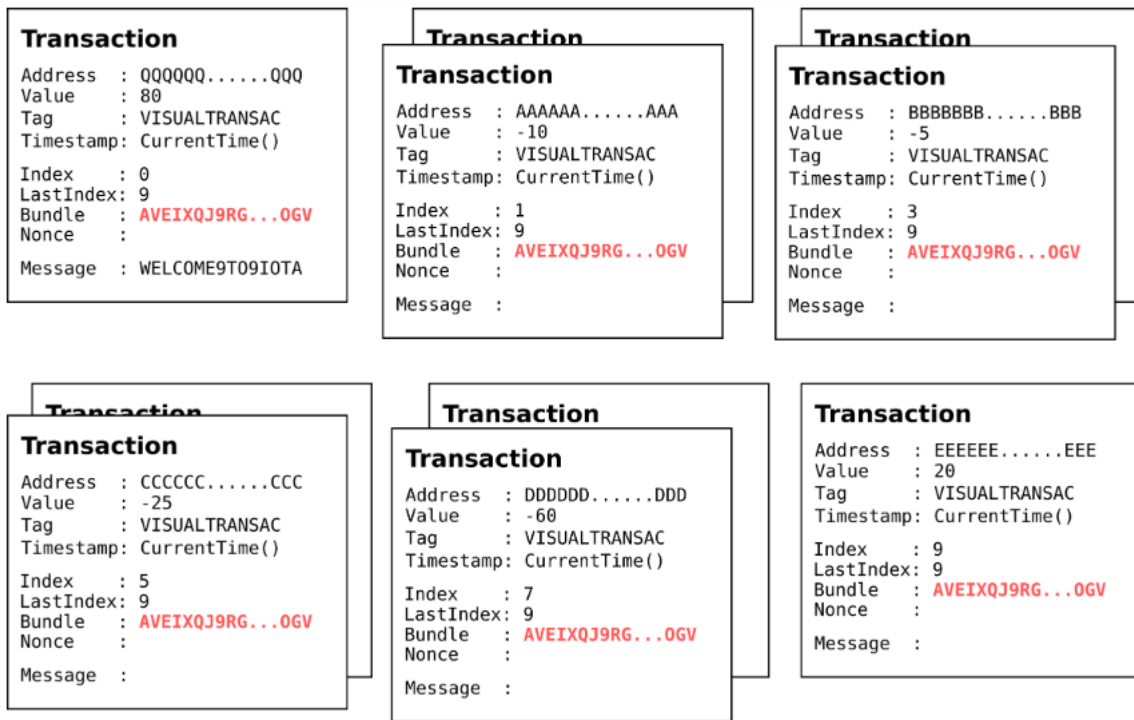 Transaction
Address  : QQQQQQ......QQQ
Value    : 80
Tag      : VISUALTRANSAC
Timestamp: CurrentTime()
Index    : 0
LastIndex: 9
Bundle   : AVEIXQJ9RG...OGV
Nonce    :
Message  : WELCOME9TO9IOTA
Transaction
Transaction
Address  : AAAAAA......AAA
Value    : -10
Tag      : VISUALTRANSAC
Timestamp: CurrentTime()
Index    : 1
LastIndex: 9
Bundle   : AVEIXQJ9RG...OGV
Nonce    :
Message  :
Transaction
Transaction
Address  : BBBBBBB......BBB
Value    : -5
Tag      : VISUALTRANSAC
Timestamp: CurrentTime()
Index    : 3
LastIndex: 9
Bundle   : AVEIXQJ9RG...OGV
Nonce    :
Message  :
Transaction
Transaction
Address  : CCCCCC......CCC
Value    : -25
Tag      : VISUALTRANSAC
Timestamp: CurrentTime()
Index    : 5
LastIndex: 9
Bundle   : AVEIXQJ9RG...OGV
Nonce    :
Message  :
Transaction
Transaction
Address  : DDDDDD......DDD
Value    : -60
Tag      : VISUALTRANSAC
Timestamp: CurrentTime()
Index    : 7
LastIndex: 9
Bundle   : AVEIXQJ9RG...OGV
Nonce    :
Message  :
Transaction
Address  : EEEEEE......EEE
Value    : 20
Tag      : VISUALTRANSAC
Timestamp: CurrentTime()
Index    : 9
LastIndex: 9
Bundle   : AVEIXQJ9RG...OGV
Nonce    :
Message  :